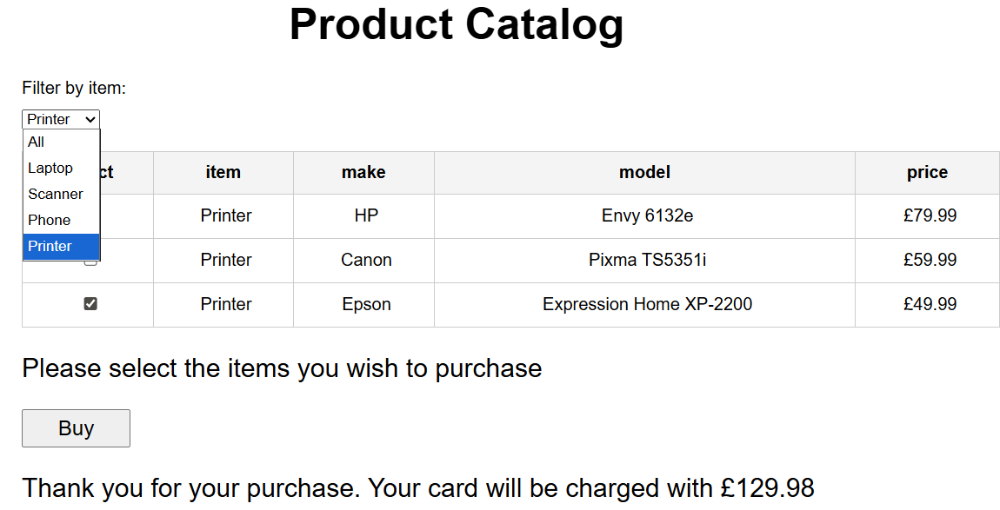 Product Catalog
Filter by item:
Printer
All
Laptop
Scanner
Phone
Printer
ct item make model price
Printer HP Envy 6132e £79.99
Printer Canon Pixma TS5351i £59.99
Printer Epson Expression Home XP-2200 £49.99
Please select the items you wish to purchase
Buy
Thank you for your purchase. Your card will be charged with £129.98